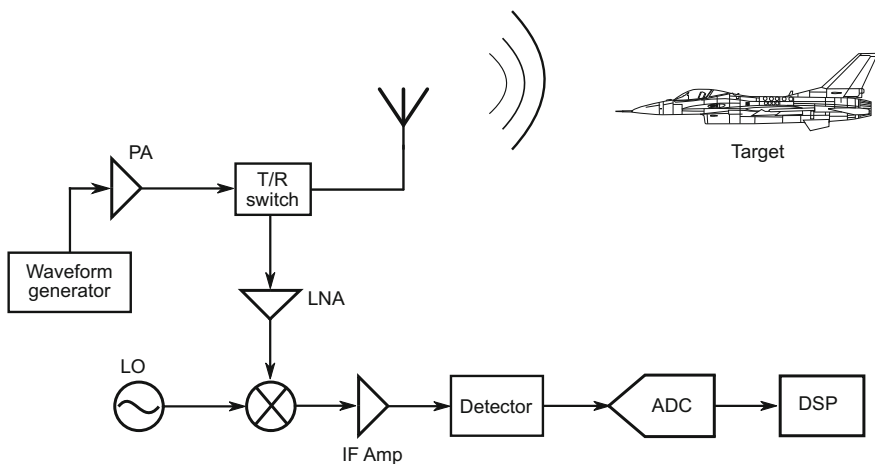 PA
Target
T/R
switch
Waveform
generator
LNA
LO
Detector
ADC
DSP
IF Amp